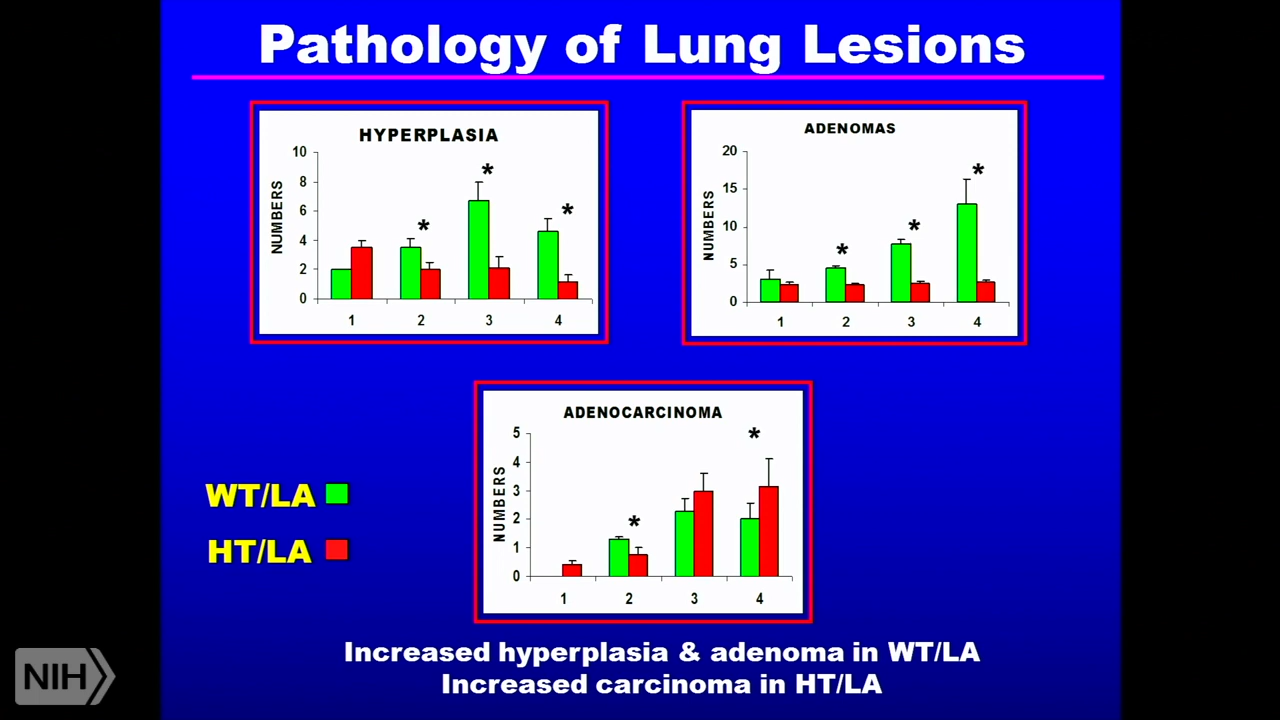 Pathology of Lung Lesions
HYPERPLASIA
NUMBERS
10
8
6
4
2
0
*
*
*
1 2 3 4
ADENOMAS
NUMBERS
20
15
10
5
0
*
*
*
1 2 3 4
ADENOCARCINOMA
NUMBERS
5
4
3
2
1
0
*
*
1 2 3 4
WT/LA
HT/LA
Increased hyperplasia & adenoma in WT/LA
Increased carcinoma in HT/LA
NIH